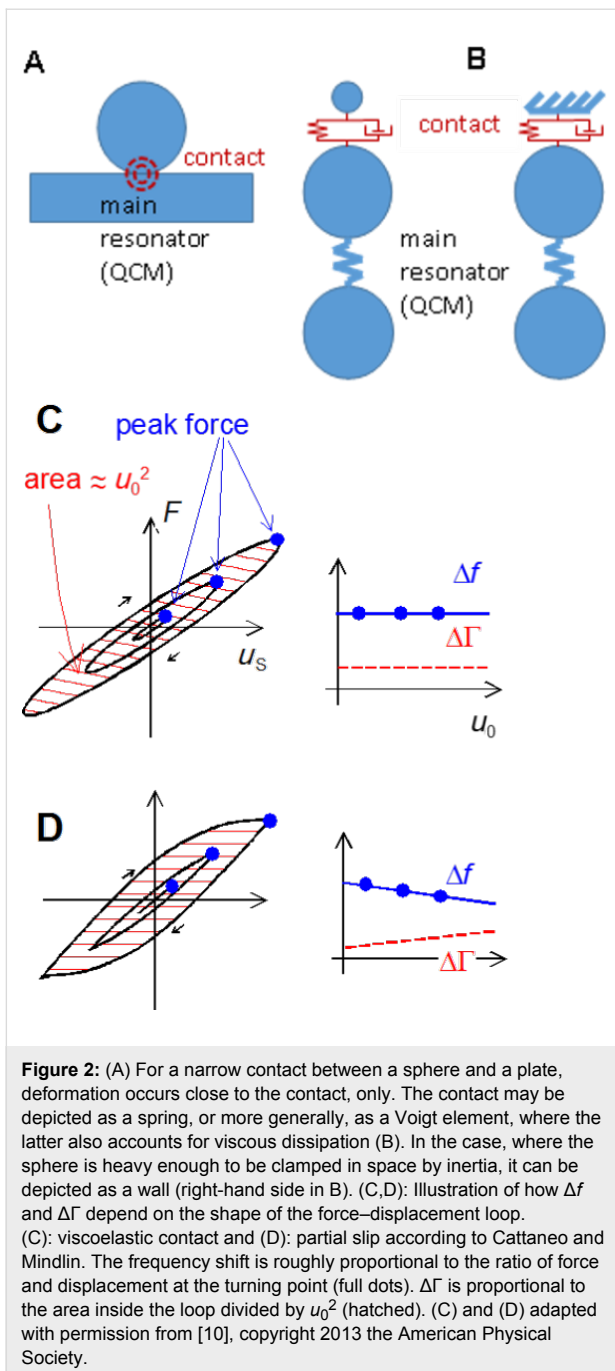 A
B
contact
contact
main
resonator
(QCM)
main
resonator
(QCM)
C
peak force
area ≈ u₀²
F
Δf
ΔΓ
uₛ
u₀
D
Δf
ΔΓ
Figure 2: (A) For a narrow contact between a sphere and a plate,
deformation occurs close to the contact, only. The contact may be
depicted as a spring, or more generally, as a Voigt element, where the
latter also accounts for viscous dissipation (B). In the case, where the
sphere is heavy enough to be clamped in space by inertia, it can be
depicted as a wall (right-hand side in B). (C,D): Illustration of how Δf
and ΔΓ depend on the shape of the force–displacement loop.
(C): viscoelastic contact and (D): partial slip according to Cattaneo and
Mindlin. The frequency shift is roughly proportional to the ratio of force
and displacement at the turning point (full dots). ΔΓ is proportional to
the area inside the loop divided by u₀² (hatched). (C) and (D) adapted
with permission from [10], copyright 2013 the American Physical
Society.